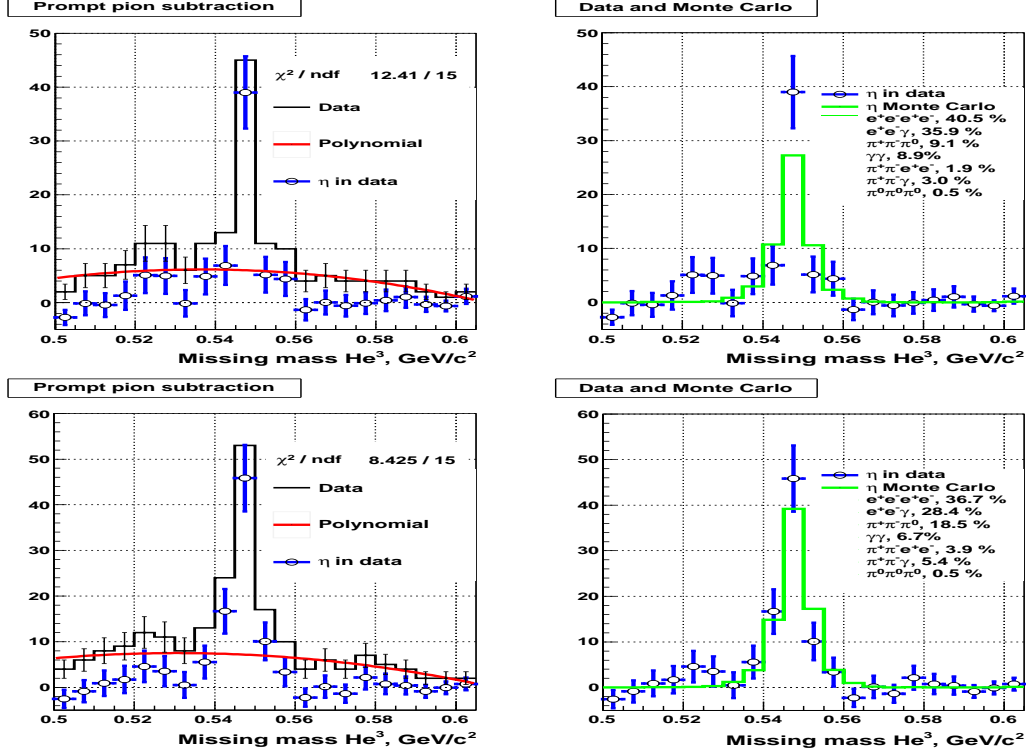 Prompt pion subtraction
50
40
30
20
10
0
χ² / ndf 12.41 / 15
Data
Polynomial
η in data
0.5 0.52 0.54 0.56 0.58 0.6
Missing mass He³, GeV/c²
Data and Monte Carlo
50
40
30
20
10
0
η in data
η Monte Carlo
e⁺e⁻e⁺e⁻, 40.5 %
e⁺e⁻γ, 35.9 %
π⁺π⁻π⁰, 9.1 %
γγ, 8.9%
π⁺π⁻e⁺e⁻, 1.9 %
π⁺π⁻γ, 3.0 %
π⁰π⁰π⁰, 0.5 %
0.5 0.52 0.54 0.56 0.58 0.6
Missing mass He³, GeV/c²
Prompt pion subtraction
60
50
40
30
20
10
0
χ² / ndf 8.425 / 15
Data
Polynomial
η in data
0.5 0.52 0.54 0.56 0.58 0.6
Missing mass He³, GeV/c²
Data and Monte Carlo
60
50
40
30
20
10
0
η in data
η Monte Carlo
e⁺e⁻e⁺e⁻, 36.7 %
e⁺e⁻γ, 28.4 %
π⁺π⁻π⁰, 18.5 %
γγ, 6.7%
π⁺π⁻e⁺e⁻, 3.9 %
π⁺π⁻γ, 5.4 %
π⁰π⁰π⁰, 0.5 %
0.5 0.52 0.54 0.56 0.58 0.6
Missing mass He³, GeV/c²